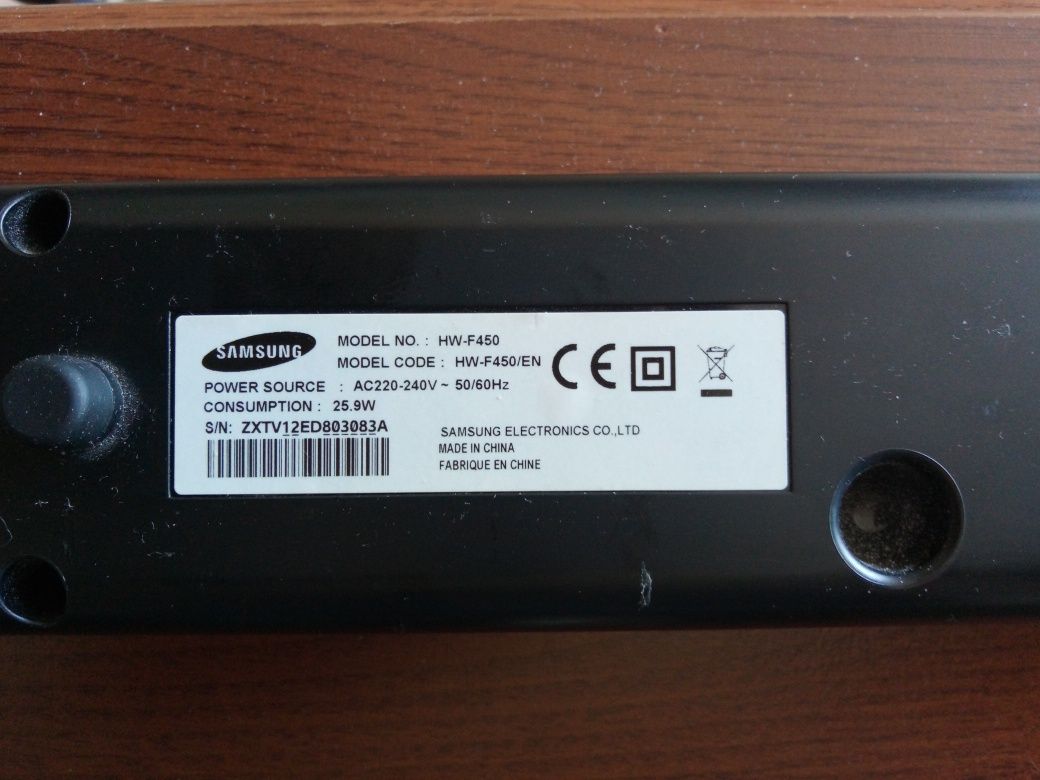 SAMSUNG
MODEL NO. : HW-F450
MODEL CODE : HW-F450/EN
POWER SOURCE : AC220-240V ~ 50/60Hz
CONSUMPTION : 25.9W
S/N: ZXTV12ED803083A
SAMSUNG ELECTRONICS CO.,LTD
MADE IN CHINA
FABRIQUE EN CHINE